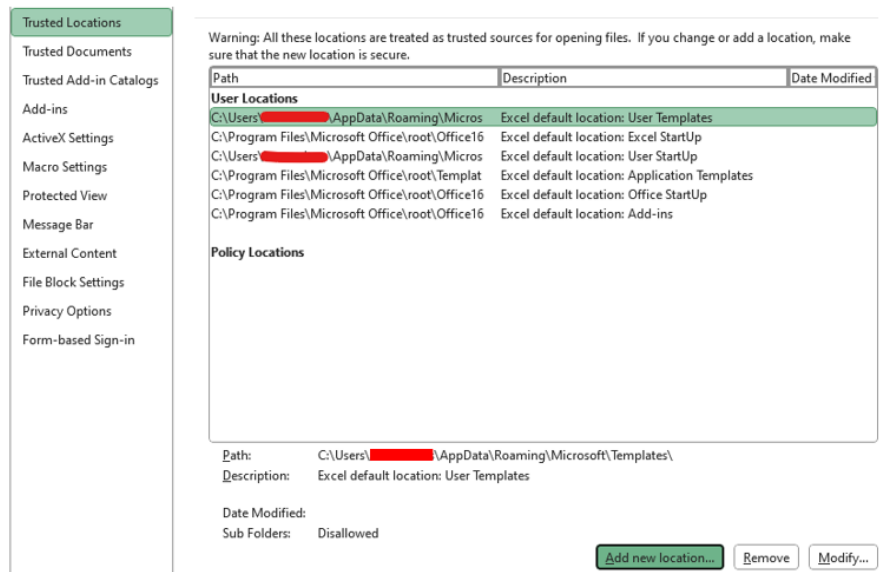 Trusted Locations
Trusted Documents
Trusted Add-in Catalogs
Add-ins
ActiveX Settings
Macro Settings
Protected View
Message Bar
External Content
File Block Settings
Privacy Options
Form-based Sign-in
Warning: All these locations are treated as trusted sources for opening files. If you change or add a location, make
sure that the new location is secure.
Path Description Date Modified
User Locations
C:\Users\ \AppData\Roaming\Micros Excel default location: User Templates
C:\Program Files\Microsoft Office\root\Office16 Excel default location: Excel StartUp
C:\Users\ \AppData\Roaming\Micros Excel default location: User StartUp
C:\Program Files\Microsoft Office\root\Templat Excel default location: Application Templates
C:\Program Files\Microsoft Office\root\Office16 Excel default location: Office StartUp
C:\Program Files\Microsoft Office\root\Office16 Excel default location: Add-ins
Policy Locations
Path: C:\Users\ \AppData\Roaming\Microsoft\Templates\
Description: Excel default location: User Templates
Date Modified:
Sub Folders: Disallowed
Add new location... Remove Modify...